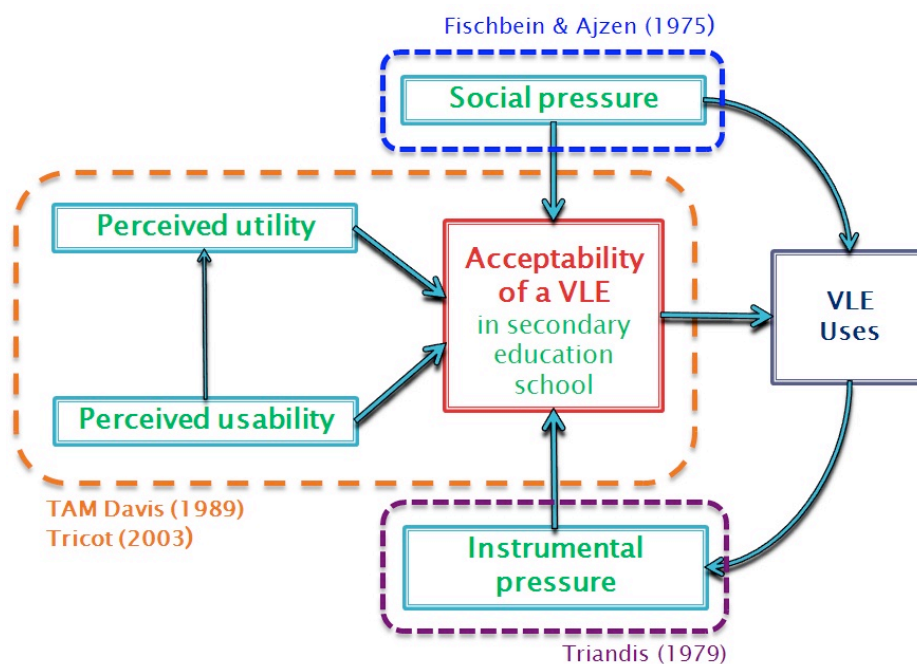 Fischbein & Ajzen (1975)
Social pressure
Perceived utility
Acceptability
of a VLE
in secondary
education
school
VLE
Uses
Perceived usability
TAM Davis (1989)
Tricot (2003)
Instrumental
pressure
Triandis (1979)